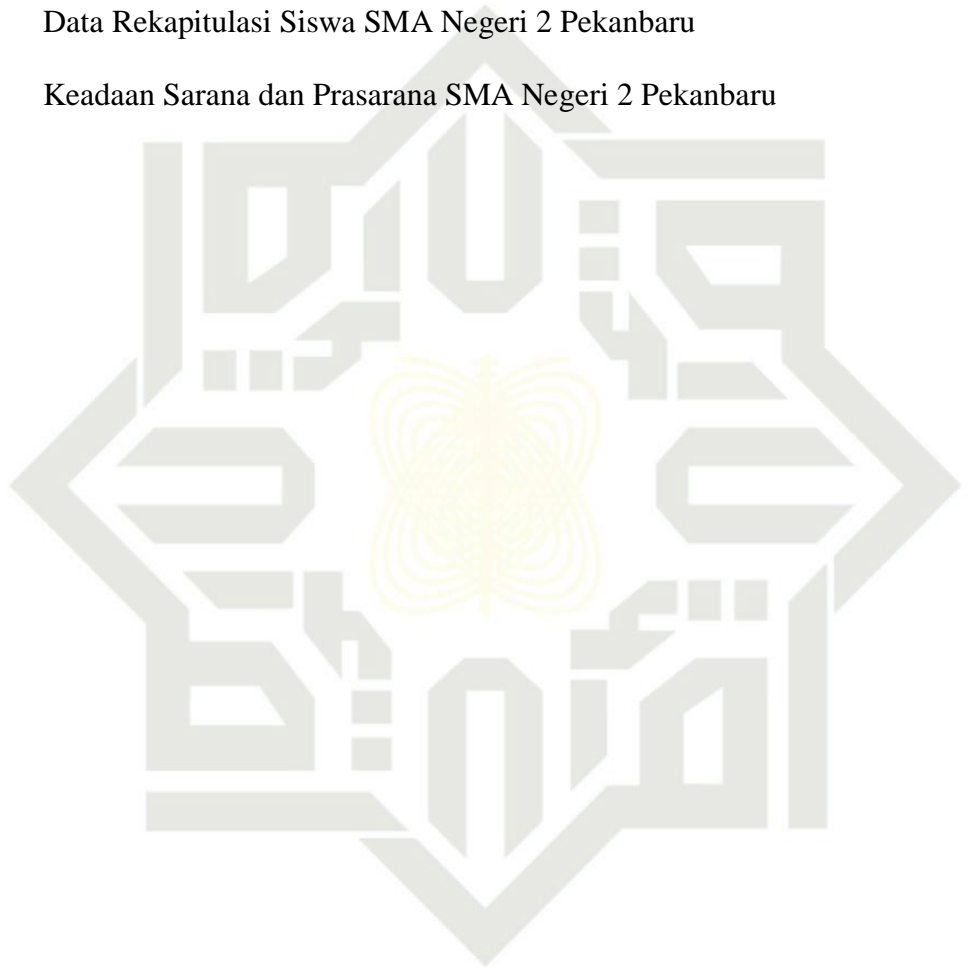 Data Rekapitulasi Siswa SMA Negeri 2 Pekanbaru
Keadaan Sarana dan Prasarana SMA Negeri 2 Pekanbaru